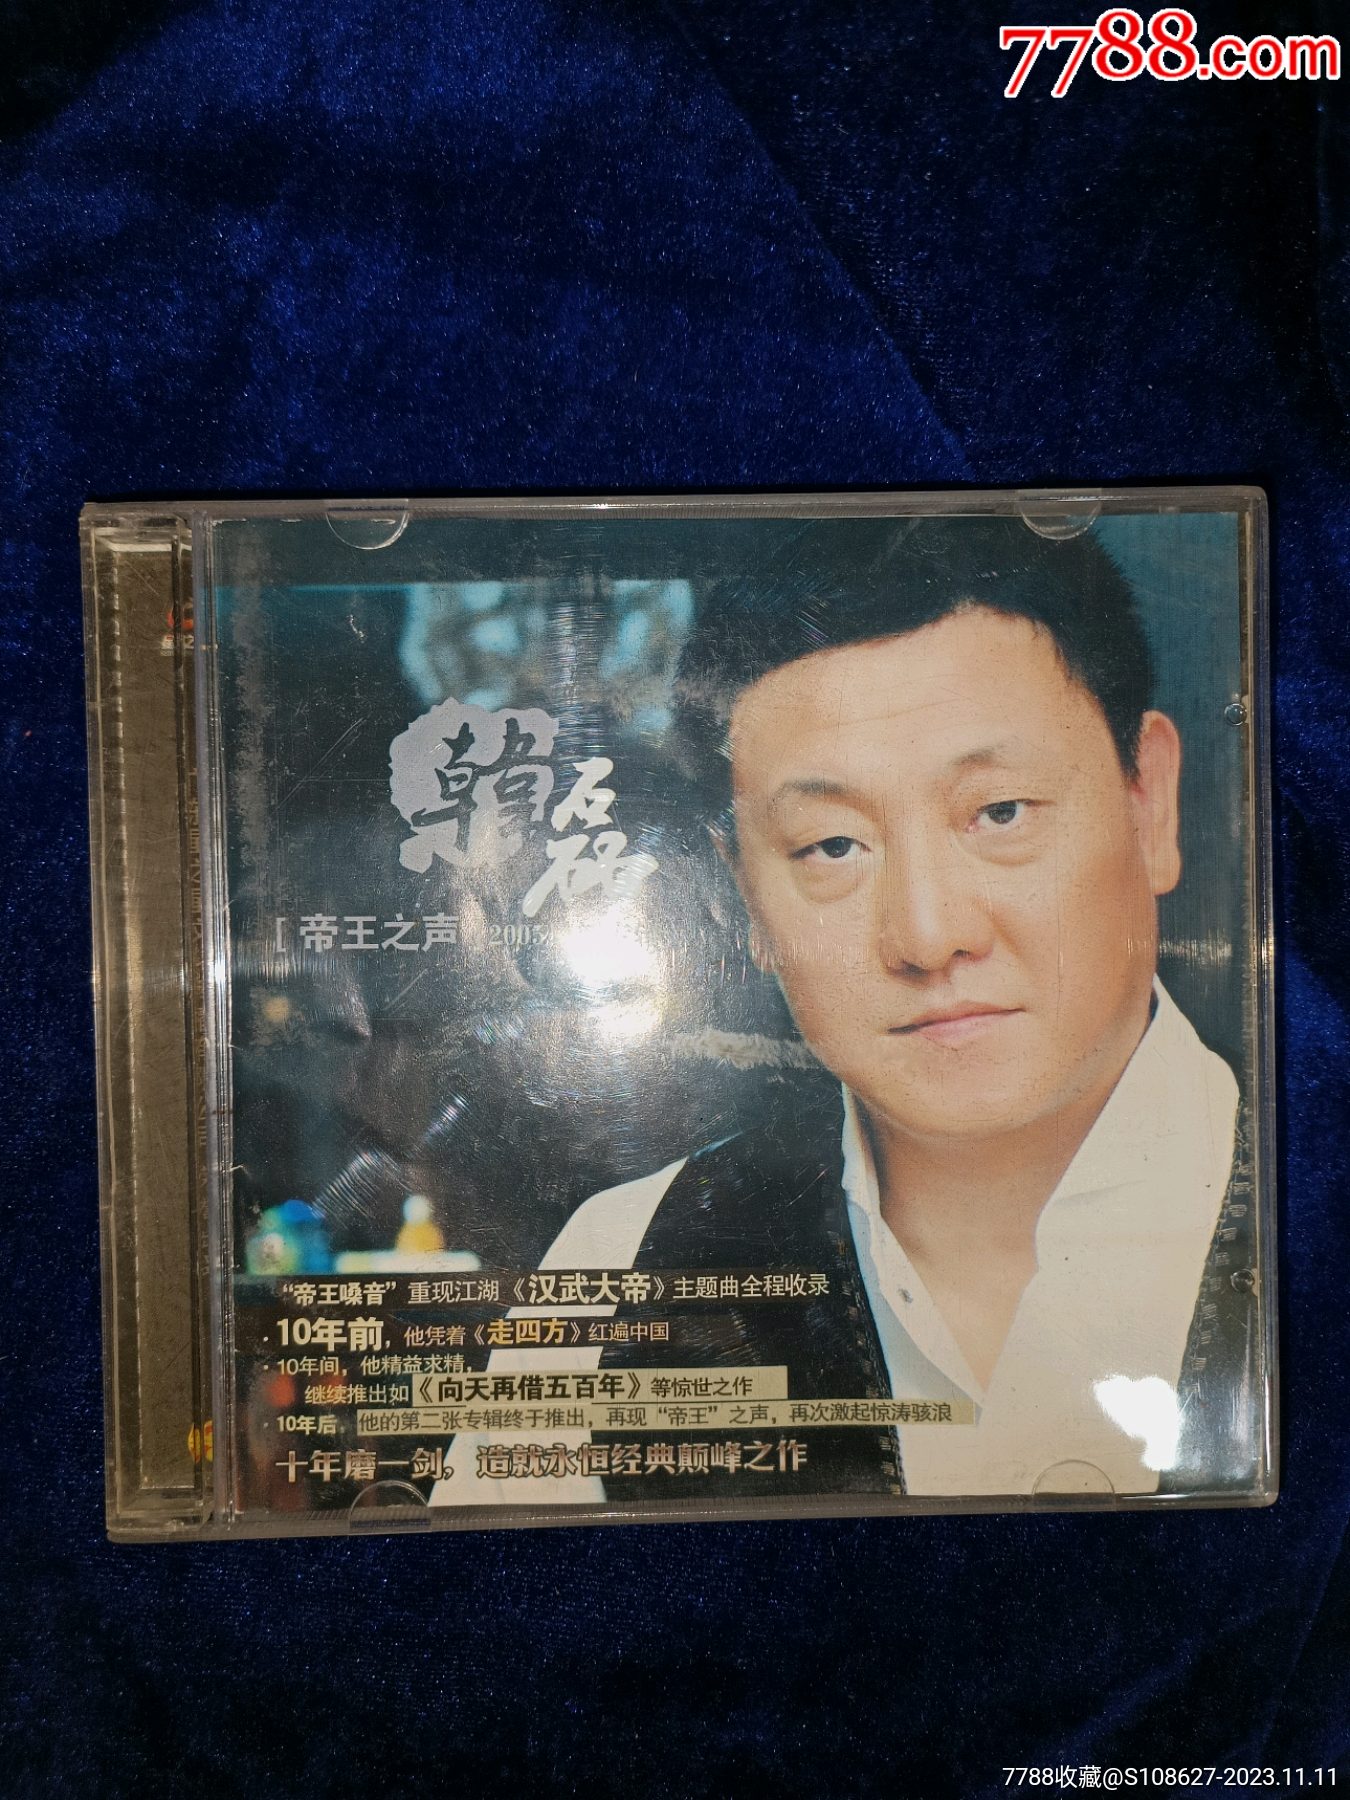 7788.com
韩磊
[ 帝王之声 2005
“帝王嗓音”重现江湖《汉武大帝》主题曲全程收录
· 10年前，他凭着《走四方》红遍中国
· 10年间，他精益求精，
继续推出如《向天再借五百年》等惊世之作
· 10年后，他的第二张专辑终于推出，再现“帝王”之声，再次激起惊涛骇浪
十年磨一剑，造就永恒经典颠峰之作
7788收藏@S108627-2023.11.11